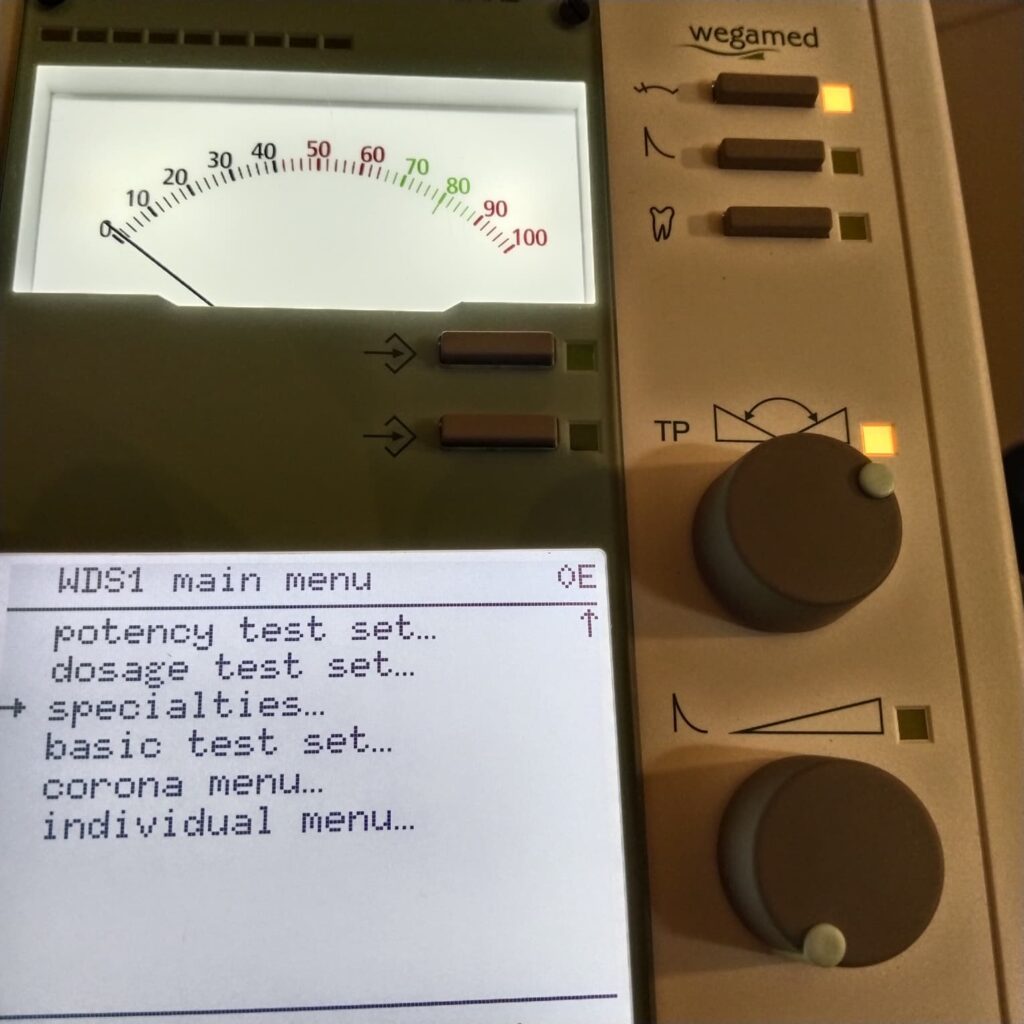 wegamed
0 10 20 30 40 50 60 70 80 90 100
TP
WDS1 main menu ◊E
potency test set… ↑
dosage test set…
→ specialties…
basic test set…
corona menu…
individual menu…